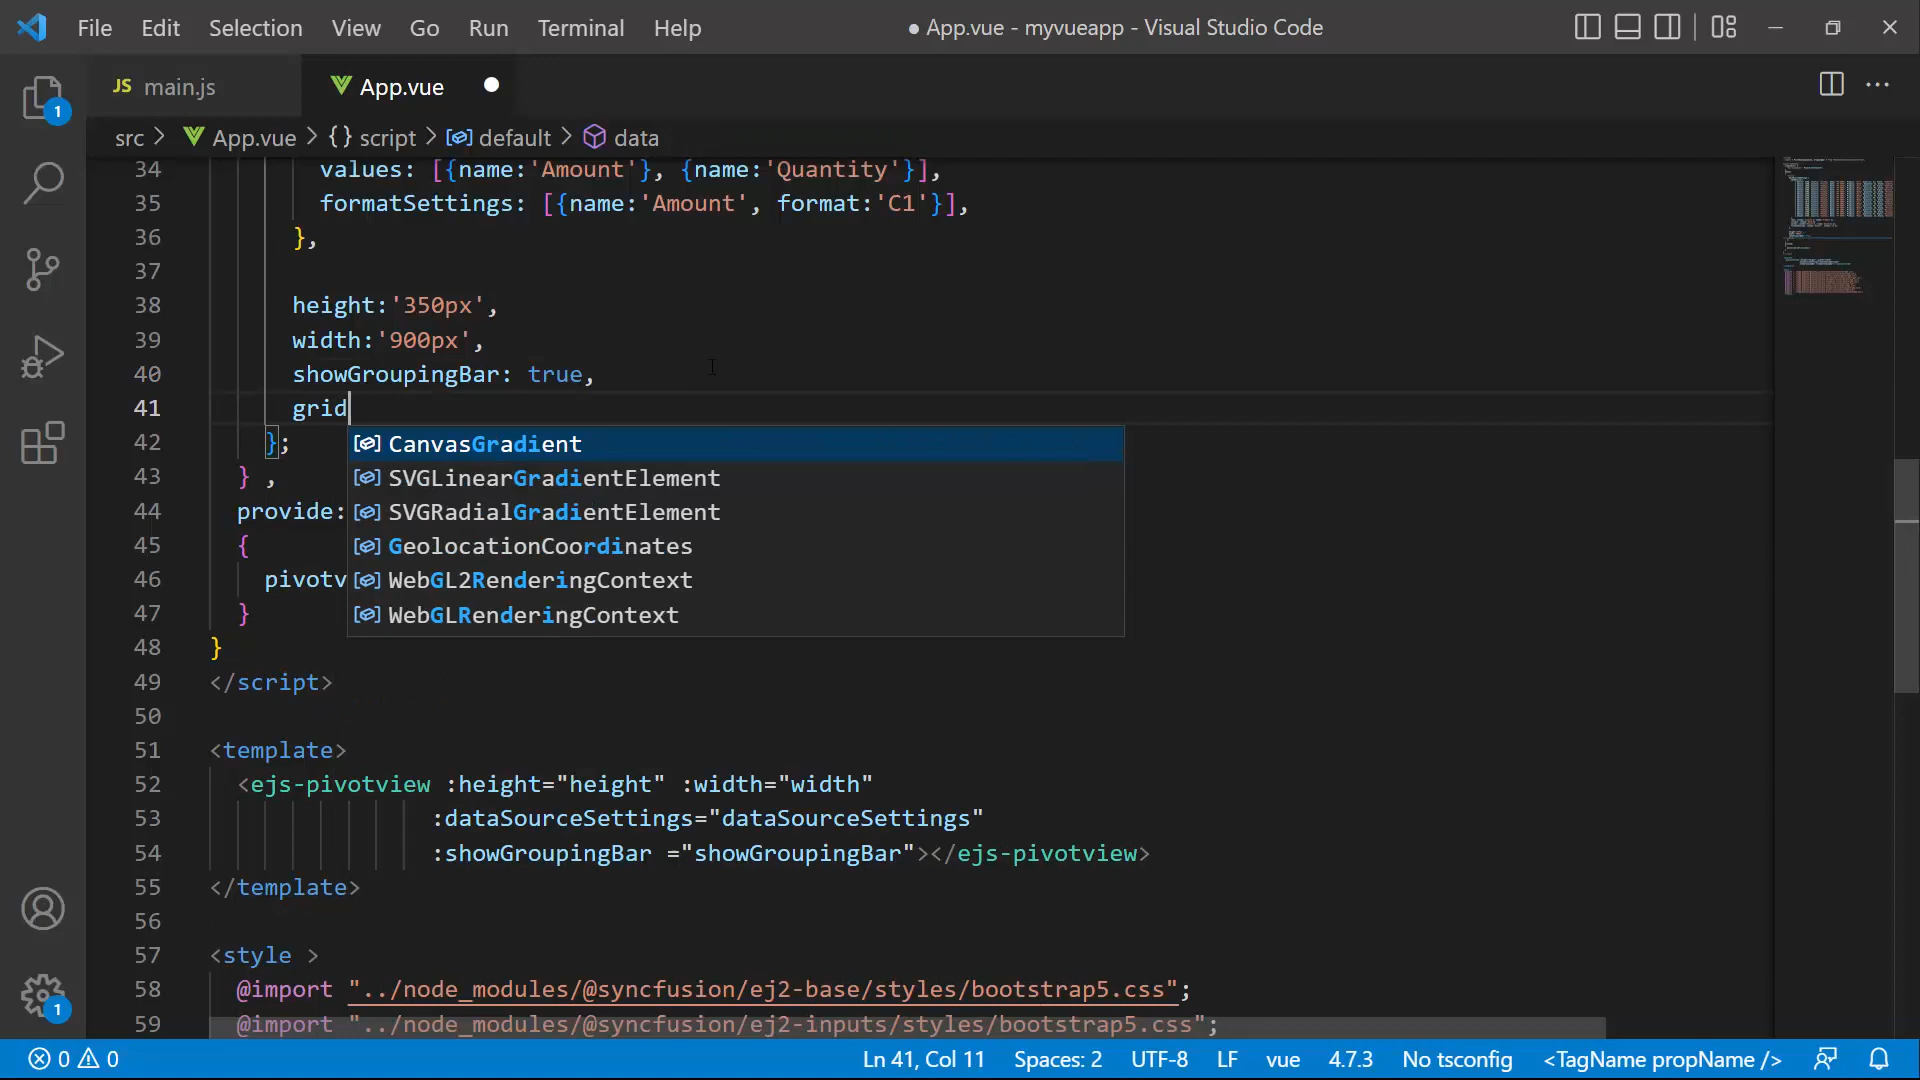 File Edit Selection View Go Run Terminal Help
● App.vue - myvueapp - Visual Studio Code
JS main.js
App.vue ●
src > App.vue > {} script > default > data
1
34 values: [{name:'Amount'}, {name:'Quantity'}],
35 formatSettings: [{name:'Amount', format:'C1'}],
36 },
37
38 height:'350px',
39 width:'900px',
40 showGroupingBar: true,
41 grid
CanvasGradient
SVGLinearGradientElement
SVGRadialGradientElement
GeolocationCoordinates
WebGL2RenderingContext
WebGLRenderingContext
42 };
43 } ,
44 provide:
45 {
46 pivotv
47 }
48 }
49 </script>
50
51 <template>
52 <ejs-pivotview :height="height" :width="width"
53 :dataSourceSettings="dataSourceSettings"
54 :showGroupingBar ="showGroupingBar"></ejs-pivotview>
55 </template>
56
57 <style >
58 @import "../node_modules/@syncfusion/ej2-base/styles/bootstrap5.css";
59 @import "../node_modules/@syncfusion/ej2-inputs/styles/bootstrap5.css";
1
0 0 Ln 41, Col 11 Spaces: 2 UTF-8 LF vue 4.7.3 No tsconfig <TagName propName />